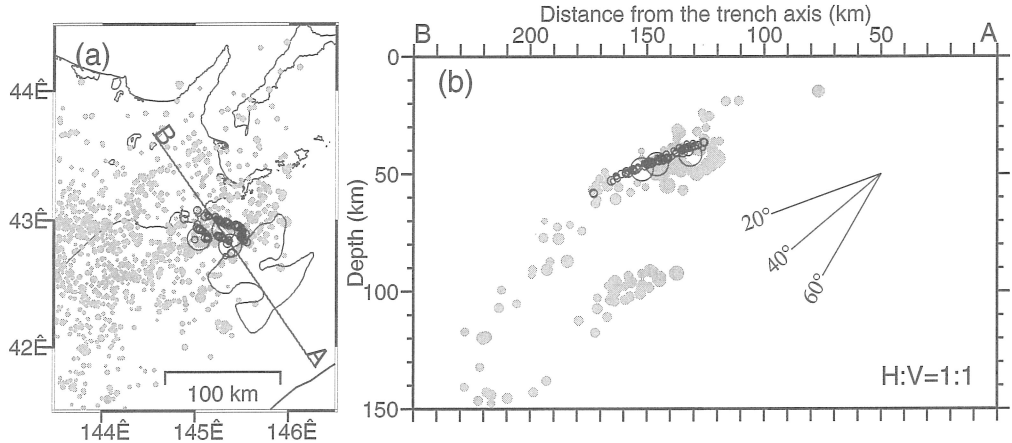 Distance from the trench axis (km)
B 200 150 100 50 A
(a)
44Ê
43Ê
42Ê
B
A
100 km
144Ê 145Ê 146Ê
(b)
0
50
100
150
Depth (km)
20°
40°
60°
H:V=1:1